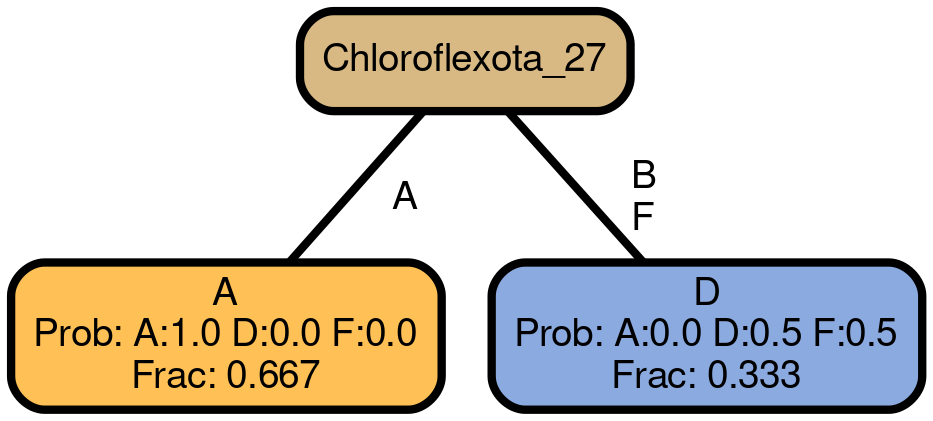 Chloroflexota_27
A
B
F
A
Prob: A:1.0 D:0.0 F:0.0
Frac: 0.667
D
Prob: A:0.0 D:0.5 F:0.5
Frac: 0.333